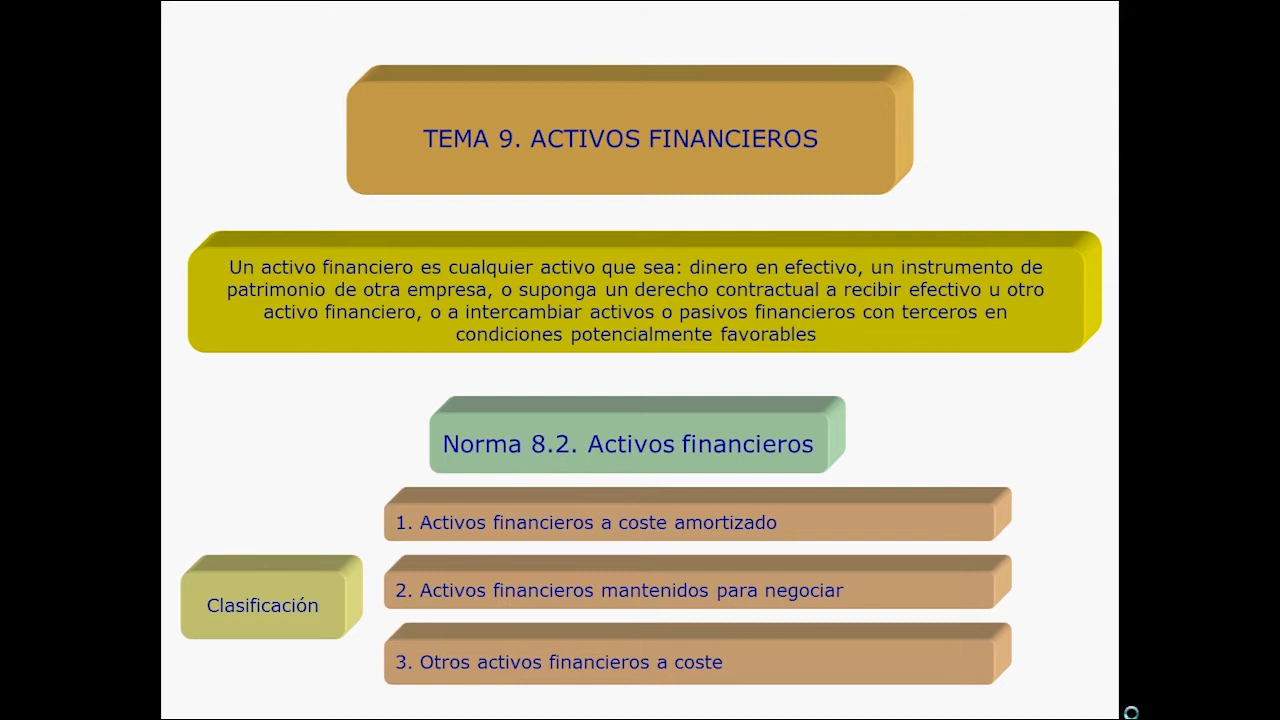 TEMA 9. ACTIVOS FINANCIEROS
Un activo financiero es cualquier activo que sea: dinero en efectivo, un instrumento de
patrimonio de otra empresa, o suponga un derecho contractual a recibir efectivo u otro
activo financiero, o a intercambiar activos o pasivos financieros con terceros en
condiciones potencialmente favorables
Norma 8.2. Activos financieros
Clasificación
1. Activos financieros a coste amortizado
2. Activos financieros mantenidos para negociar
3. Otros activos financieros a coste